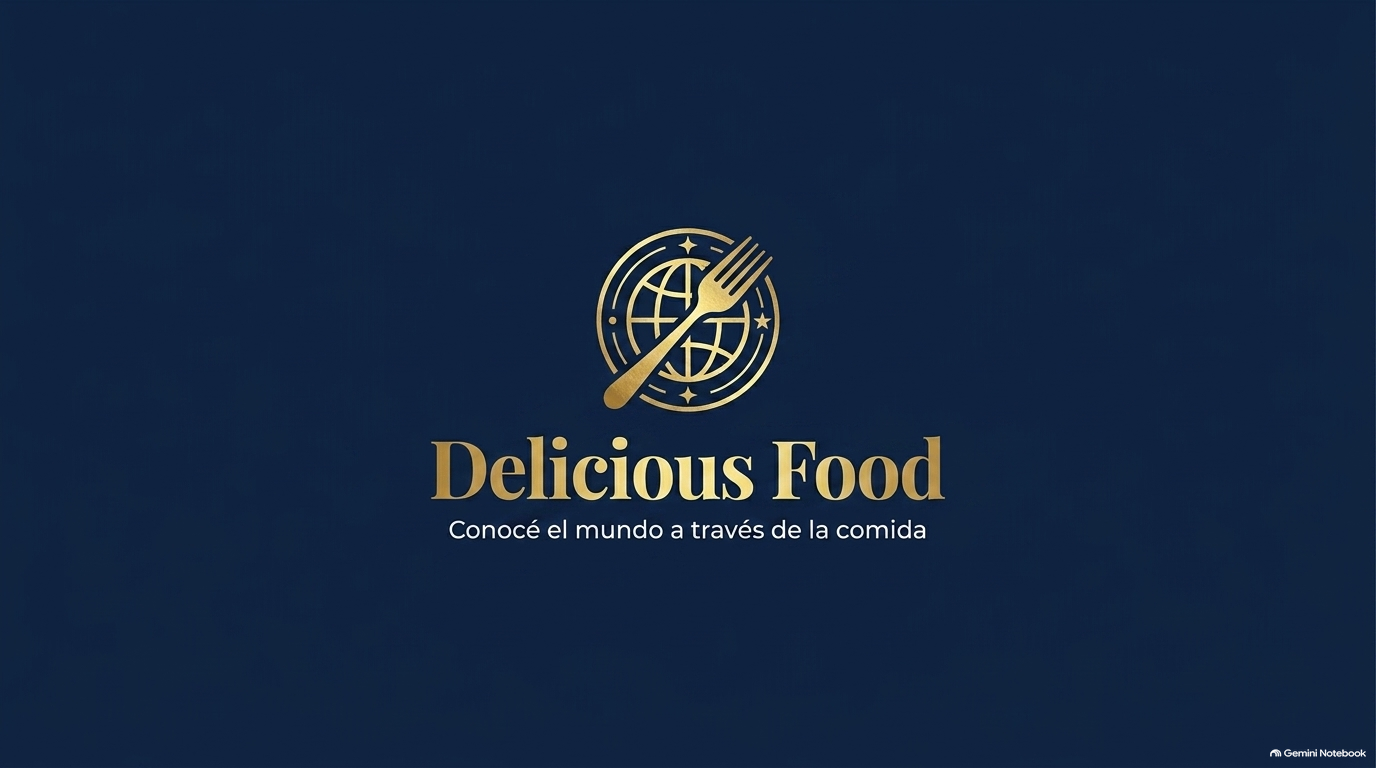 Delicious Food
Conocé el mundo a través de la comida
Gemini Notebook